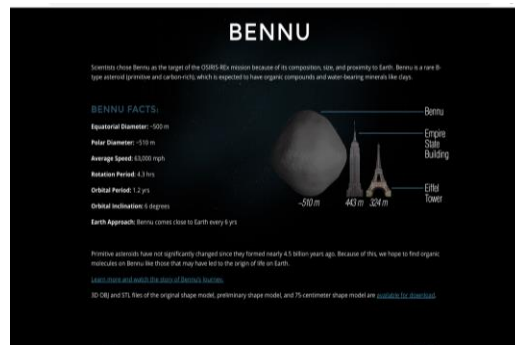 BENNU
Scientists chose Bennu as the target of the OSIRIS-REx mission because of its composition, size, and proximity to Earth. Bennu is a rare B-
type asteroid (primitive and carbon-rich), which is expected to have organic compounds and water-bearing minerals like clays.
BENNU FACTS:
Equatorial Diameter: ~500 m
Polar Diameter: ~510 m
Average Speed: 63,000 mph
Rotation Period: 4.3 hrs
Orbital Period: 1.2 yrs
Orbital Inclination: 6 degrees
Earth Approach: Bennu comes close to Earth every 6 yrs
Bennu
Empire
State
Building
Eiffel
Tower
~510 m
443 m
324 m
Primitive asteroids have not significantly changed since they formed nearly 4.5 billion years ago. Because of this, we hope to find organic
molecules on Bennu like those that may have led to the origin of life on Earth.
Learn more and watch the story of Bennu's Journey.
3D OBJ and STL files of the original shape model, preliminary shape model, and 75-centimeter shape model are available for download.